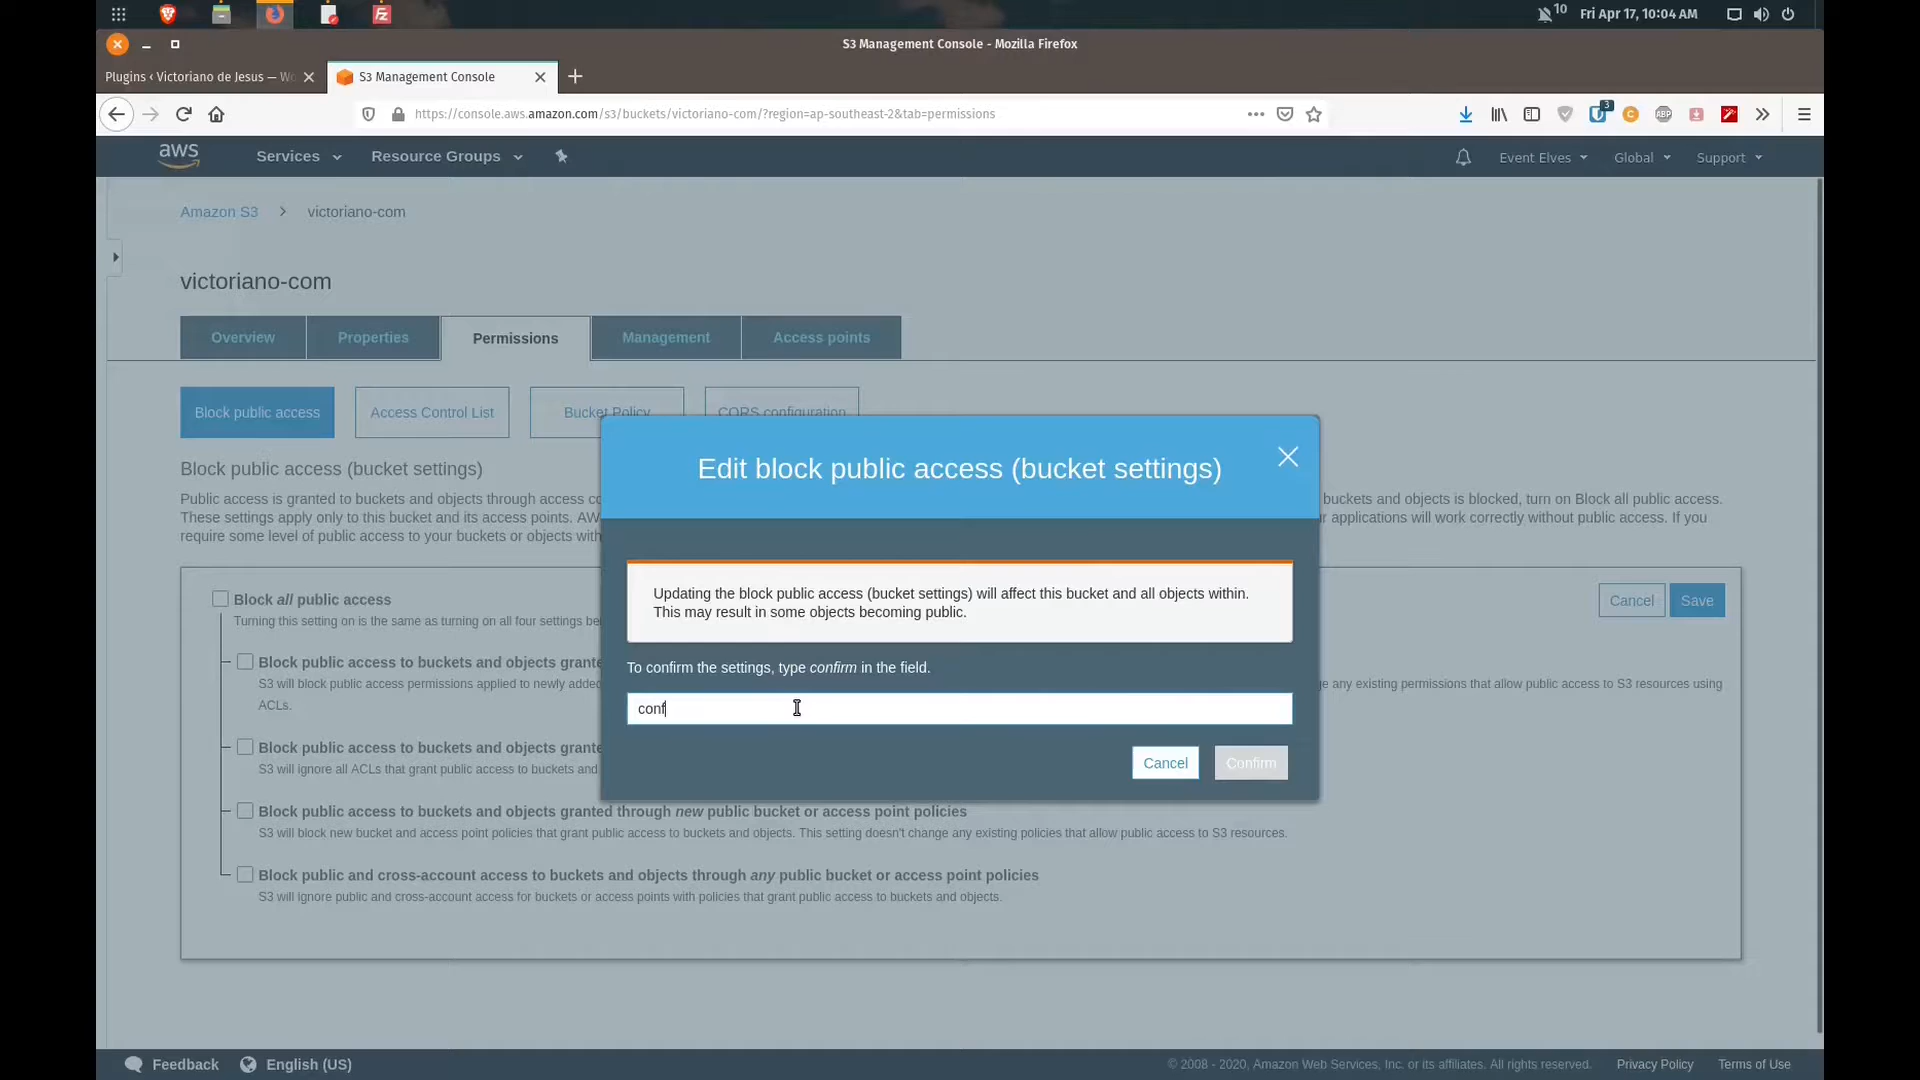 10
Fri Apr 17, 10:04 AM
S3 Management Console - Mozilla Firefox
Plugins ‹ Victoriano de Jesus — Wo
S3 Management Console
https://console.aws.amazon.com/s3/buckets/victoriano-com/?region=ap-southeast-2&tab=permissions
3
ABP
aws
Services
Resource Groups
Event Elves
Global
Support
Amazon S3
victoriano-com
victoriano-com
Overview
Properties
Permissions
Management
Access points
Block public access
Access Control List
Bucket Policy
CORS configuration
Edit block public access (bucket settings)
Block public access (bucket settings)
Public access is granted to buckets and objects through access co
buckets and objects is blocked, turn on Block all public access.
These settings apply only to this bucket and its access points. AW
r applications will work correctly without public access. If you
require some level of public access to your buckets or objects with
Updating the block public access (bucket settings) will affect this bucket and all objects within.
This may result in some objects becoming public.
To confirm the settings, type confirm in the field.
conf
Cancel
Confirm
Block all public access
Cancel
Save
Turning this setting on is the same as turning on all four settings be
Block public access to buckets and objects grante
S3 will block public access permissions applied to newly added
ge any existing permissions that allow public access to S3 resources using
ACLs.
Block public access to buckets and objects grante
S3 will ignore all ACLs that grant public access to buckets and
Block public access to buckets and objects granted through new public bucket or access point policies
S3 will block new bucket and access point policies that grant public access to buckets and objects. This setting doesn't change any existing policies that allow public access to S3 resources.
Block public and cross-account access to buckets and objects through any public bucket or access point policies
S3 will ignore public and cross-account access for buckets or access points with policies that grant public access to buckets and objects.
Feedback
English (US)
© 2008 - 2020, Amazon Web Services, Inc. or its affiliates. All rights reserved.
Privacy Policy
Terms of Use